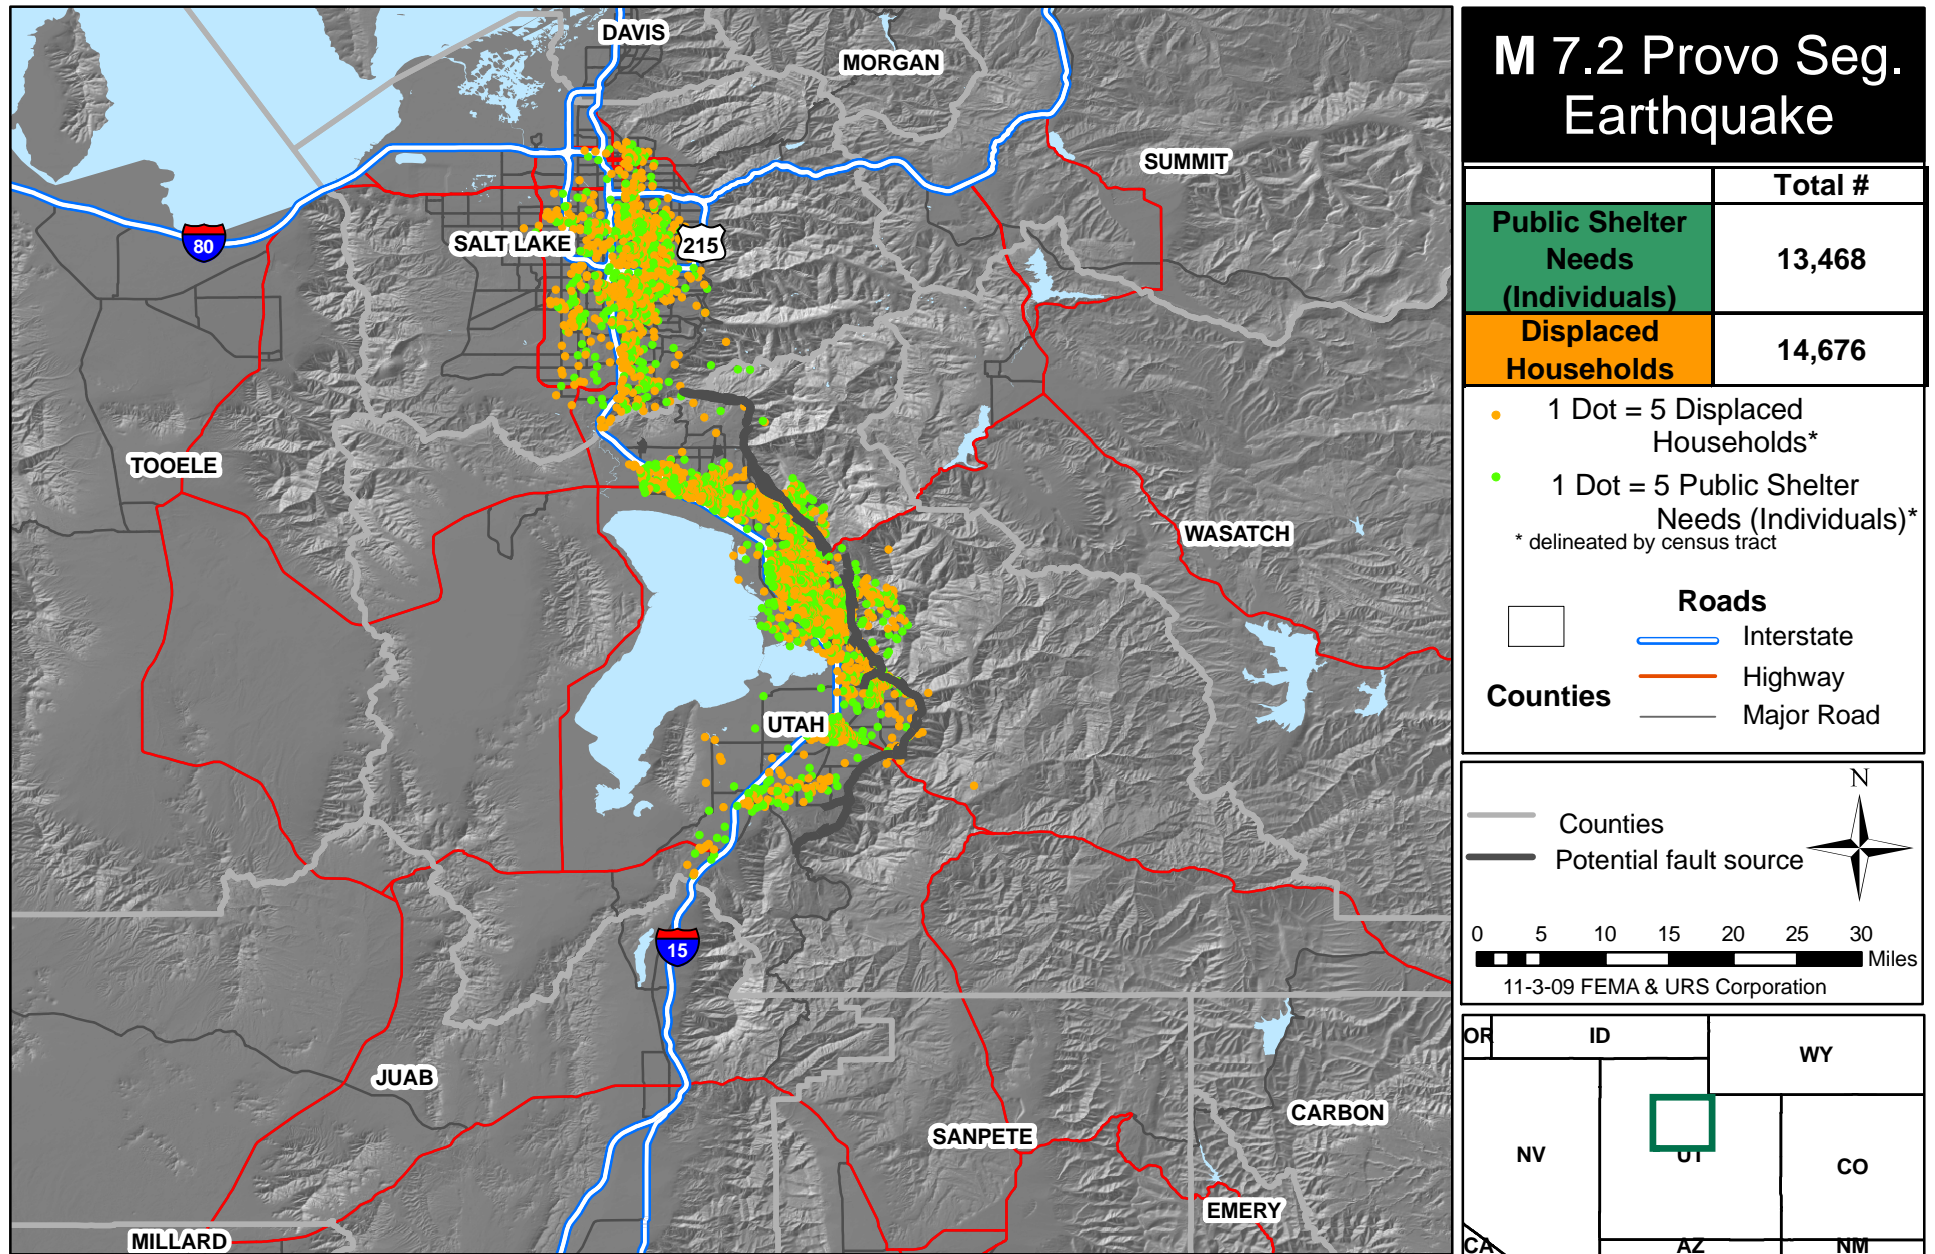 DAVIS
MORGAN
SUMMIT
SALT LAKE
80
215
TOOELE
WASATCH
UTAH
15
JUAB
CARBON
SANPETE
EMERY
MILLARD
M 7.2 Provo Seg.
Earthquake
Total #
Public Shelter
Needs
(Individuals)
13,468
Displaced
Households
14,676
1 Dot = 5 Displaced
Households*
1 Dot = 5 Public Shelter
Needs (Individuals)*
* delineated by census tract
Roads
Interstate
Highway
Major Road
Counties
N
Counties
Potential fault source
0 5 10 15 20 25 30
Miles
11-3-09 FEMA & URS Corporation
OR
ID
WY
NV
UT
CO
CA
AZ
NM